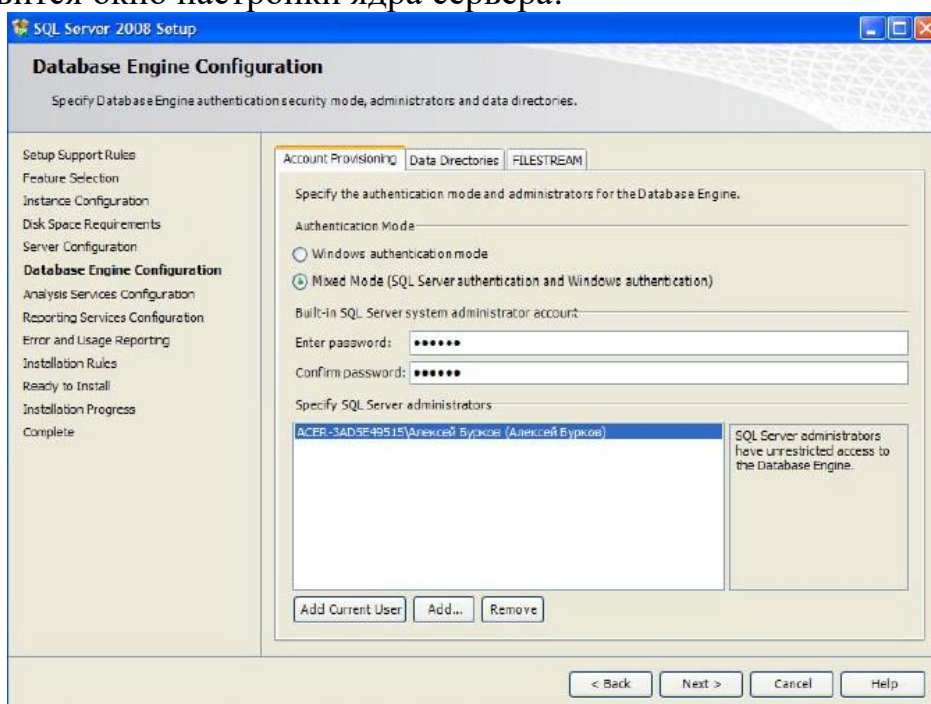 вится окно настройки ядра сервера:
SQL Server 2008 Setup
Database Engine Configuration
Specify Database Engine authentication security mode, administrators and data directories.
Setup Support Rules
Feature Selection
Instance Configuration
Disk Space Requirements
Server Configuration
Database Engine Configuration
Analysis Services Configuration
Reporting Services Configuration
Error and Usage Reporting
Installation Rules
Ready to Install
Installation Progress
Complete
Account Provisioning Data Directories FILESTREAM
Specify the authentication mode and administrators for the Database Engine.
Authentication Mode
Windows authentication mode
Mixed Mode (SQL Server authentication and Windows authentication)
Built-in SQL Server system administrator account
Enter password: ••••••
Confirm password: ••••••
Specify SQL Server administrators
ACER-3AD5E49515\Алексей Бурков (Алексей Бурков)
SQL Server administrators
have unrestricted access to
the Database Engine.
Add Current User Add... Remove
< Back Next > Cancel Help